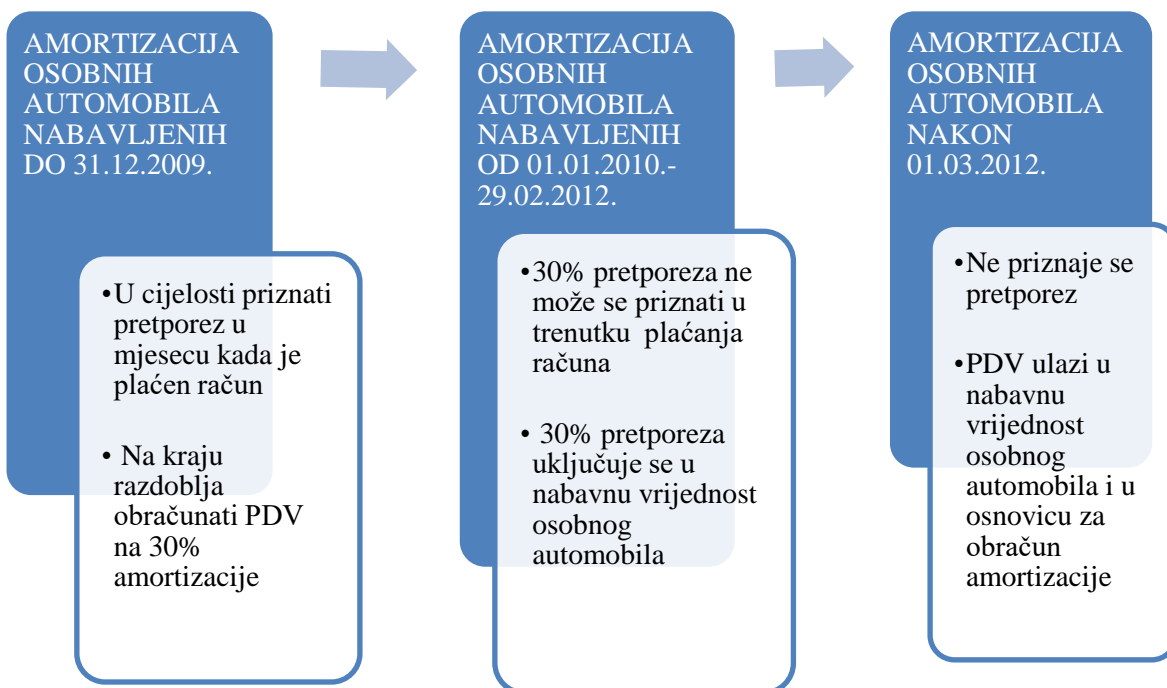 AMORTIZACIJA
OSOBNIH
AUTOMOBILA
NABAVLJENIH
DO 31.12.2009.
•U cijelosti priznati
pretporez u
mjesecu kada je
plaćen račun
• Na kraju
razdoblja
obračunati PDV
na 30%
amortizacije
AMORTIZACIJA
OSOBNIH
AUTOMOBILA
NABAVLJENIH
OD 01.01.2010.-
29.02.2012.
•30% pretporeza ne
može se priznati u
trenutku plaćanja
računa
• 30% pretporeza
uključuje se u
nabavnu vrijednost
osobnog
automobila
AMORTIZACIJA
OSOBNIH
AUTOMOBILA
NAKON
01.03.2012.
•Ne priznaje se
pretporez
•PDV ulazi u
nabavnu
vrijednost
osobnog
automobila i u
osnovicu za
obračun
amortizacije